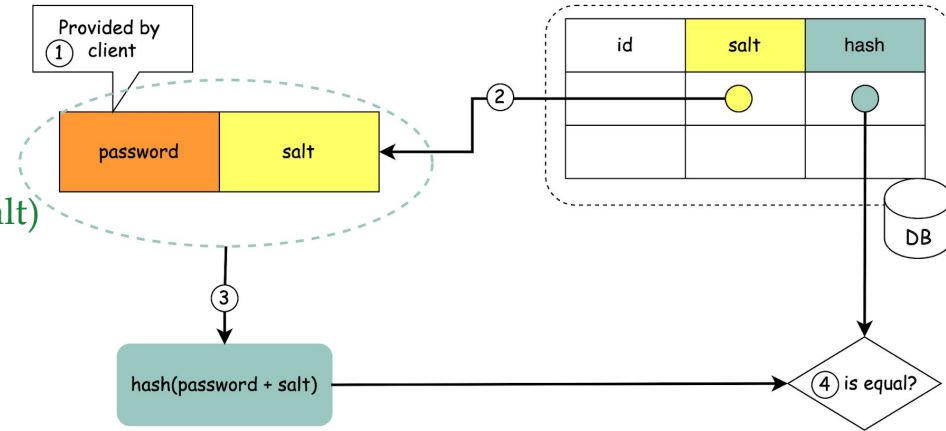 Provided by
① client
id
salt
hash
②
password
salt
alt)
DB
③
hash(password + salt)
④ is equal?